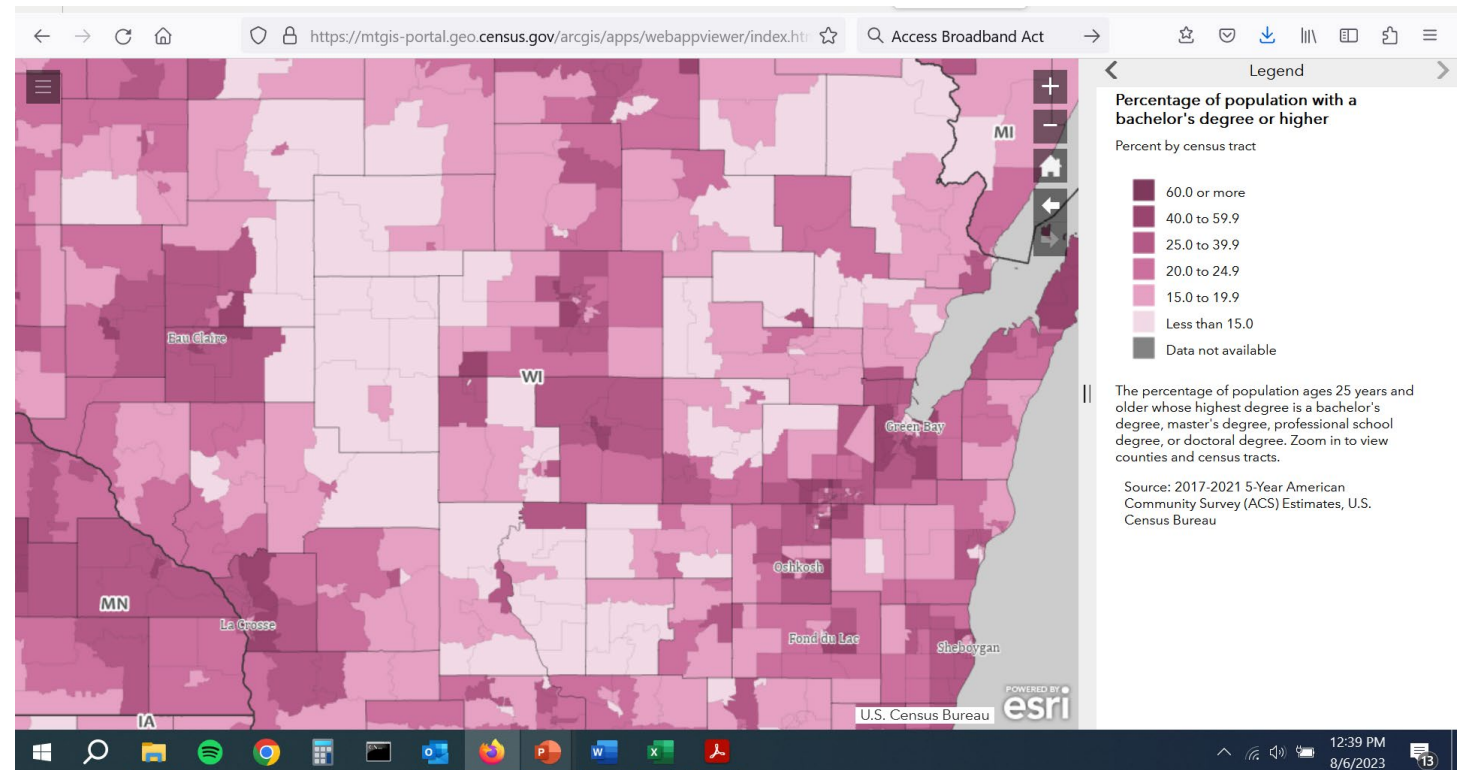 https://mtgis-portal.geo.census.gov/arcgis/apps/webappviewer/index.ht
Access Broadband Act
Legend
Percentage of population with a
bachelor's degree or higher
Percent by census tract
60.0 or more
40.0 to 59.9
25.0 to 39.9
20.0 to 24.9
15.0 to 19.9
Less than 15.0
Data not available
The percentage of population ages 25 years and
older whose highest degree is a bachelor's
degree, master's degree, professional school
degree, or doctoral degree. Zoom in to view
counties and census tracts.
Source: 2017-2021 5-Year American
Community Survey (ACS) Estimates, U.S.
Census Bureau
MI
Eau Claire
WI
Green Bay
Oshkosh
MN
La Crosse
Fond du Lac
Sheboygan
IA
U.S. Census Bureau
POWERED BY
esri
12:39 PM
8/6/2023
13